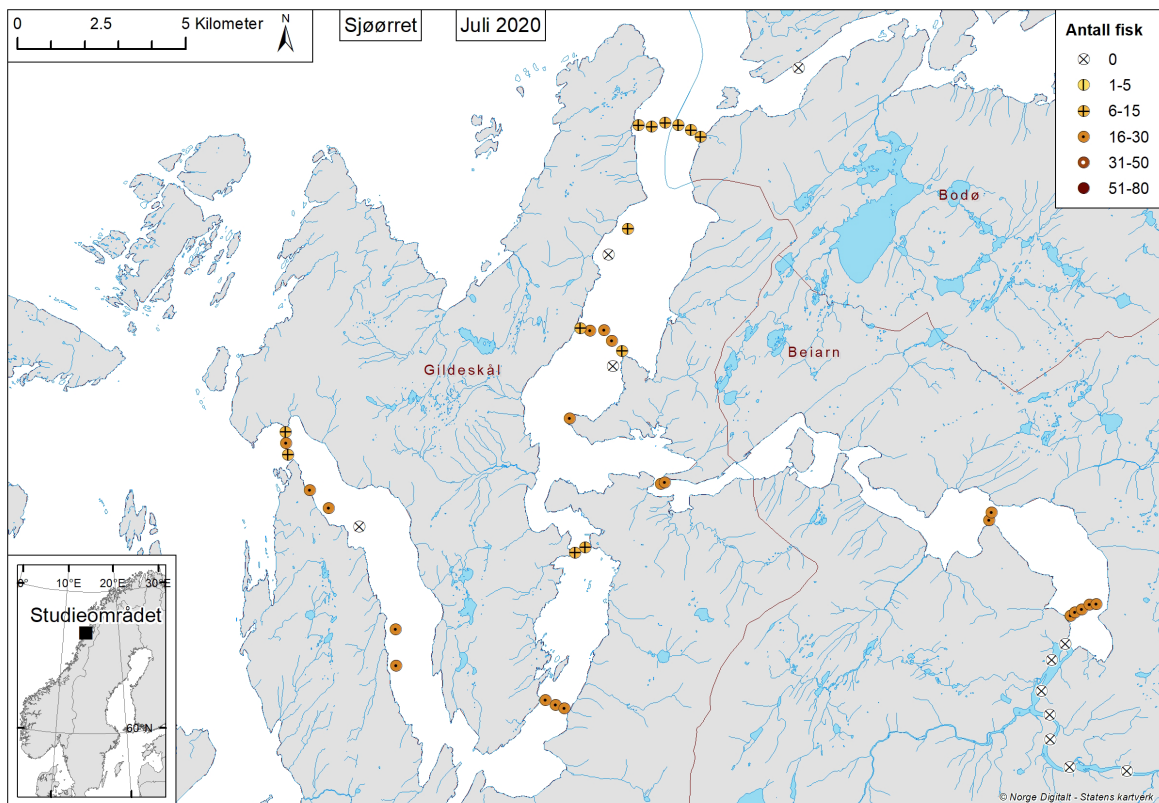 0 2.5 5 Kilometer
N
Sjøørret
Juli 2020
Antall fisk
0
1-5
6-15
16-30
31-50
51-80
Bodø
Beiarn
Gildeskål
0°E 10°E 20°E 30°E
Studieområdet
60°N
© Norge Digitalt - Statens kartverk